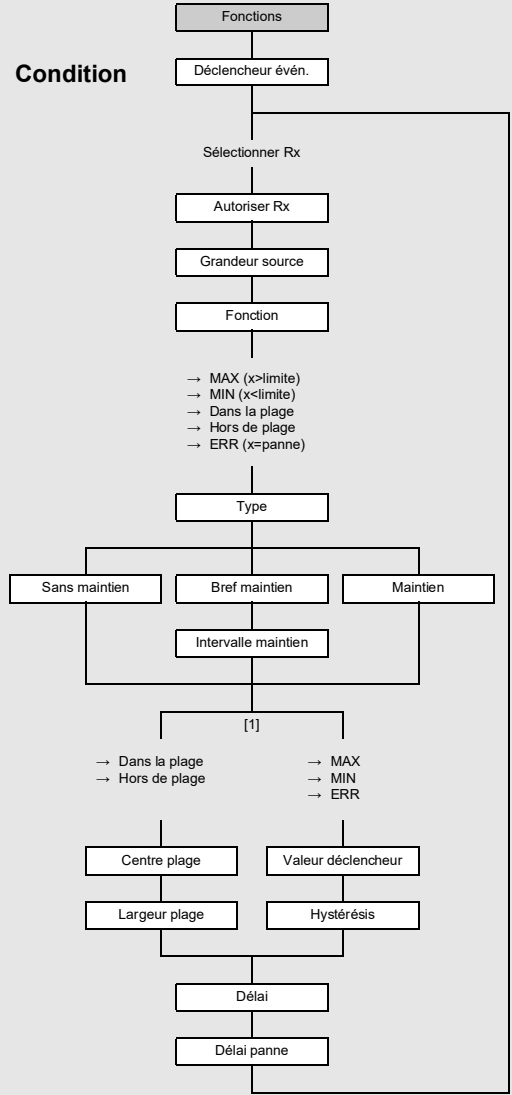 Fonctions
Condition
Déclencheur évén.
Sélectionner Rx
Autoriser Rx
Grandeur source
Fonction
→ MAX (x>limite)
→ MIN (x<limite)
→ Dans la plage
→ Hors de plage
→ ERR (x=panne)
Type
Sans maintien
Bref maintien
Maintien
Intervalle maintien
[1]
→ Dans la plage
→ Hors de plage
→ MAX
→ MIN
→ ERR
Centre plage
Valeur déclencheur
Largeur plage
Hystérésis
Délai
Délai panne